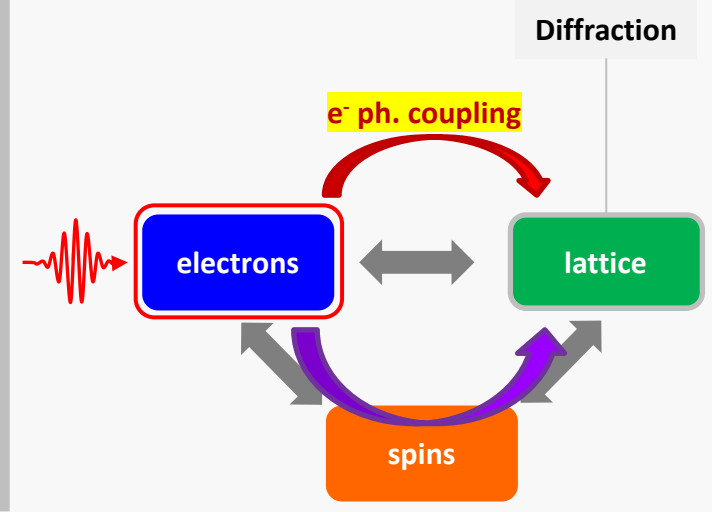 Diffraction
e⁻ ph. coupling
electrons
lattice
spins